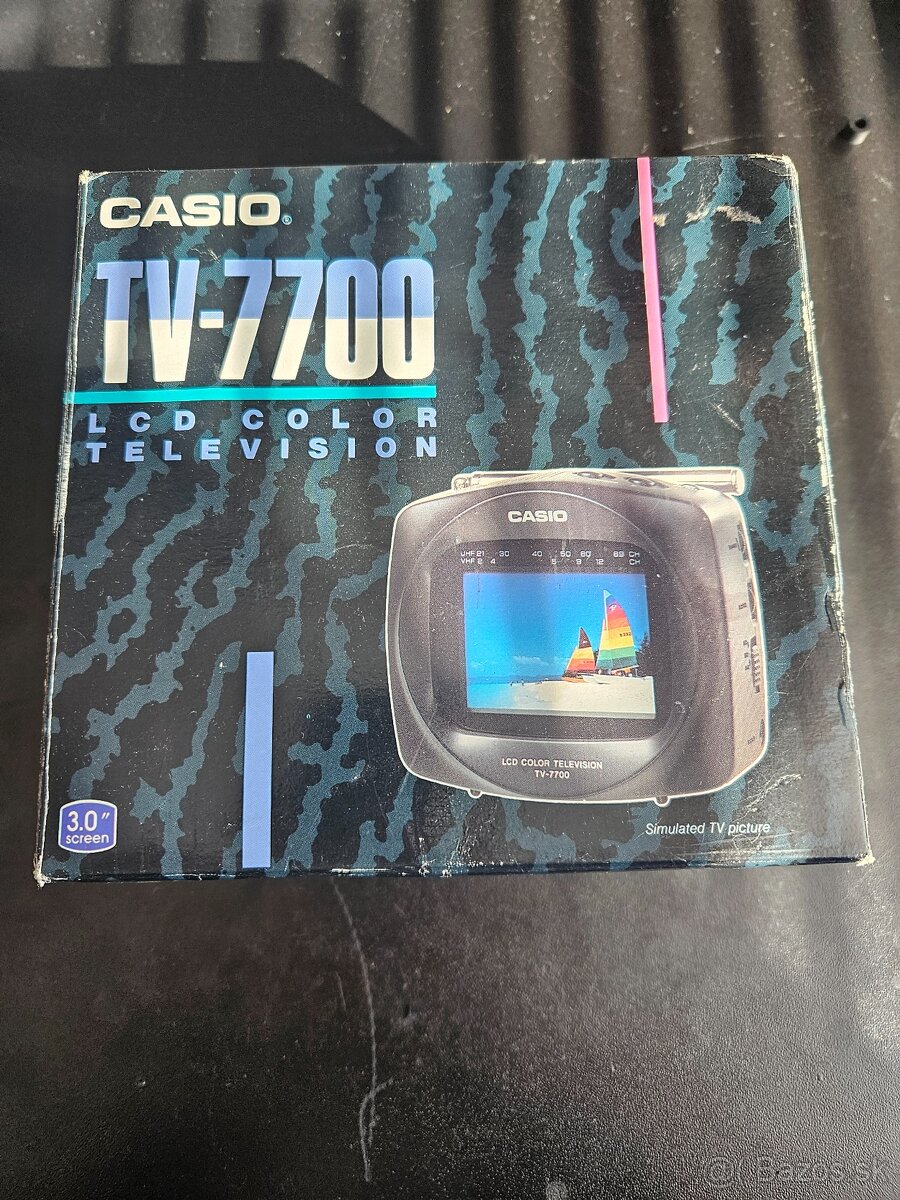 CASIO®
TV-7700
LCD COLOR
TELEVISION
CASIO
UHF 21 30 40 50 60 69 CH
VHF 2 4 5 9 12 CH
LCD COLOR TELEVISION
TV-7700
3.0"
screen
Simulated TV picture
© Bazos.sk